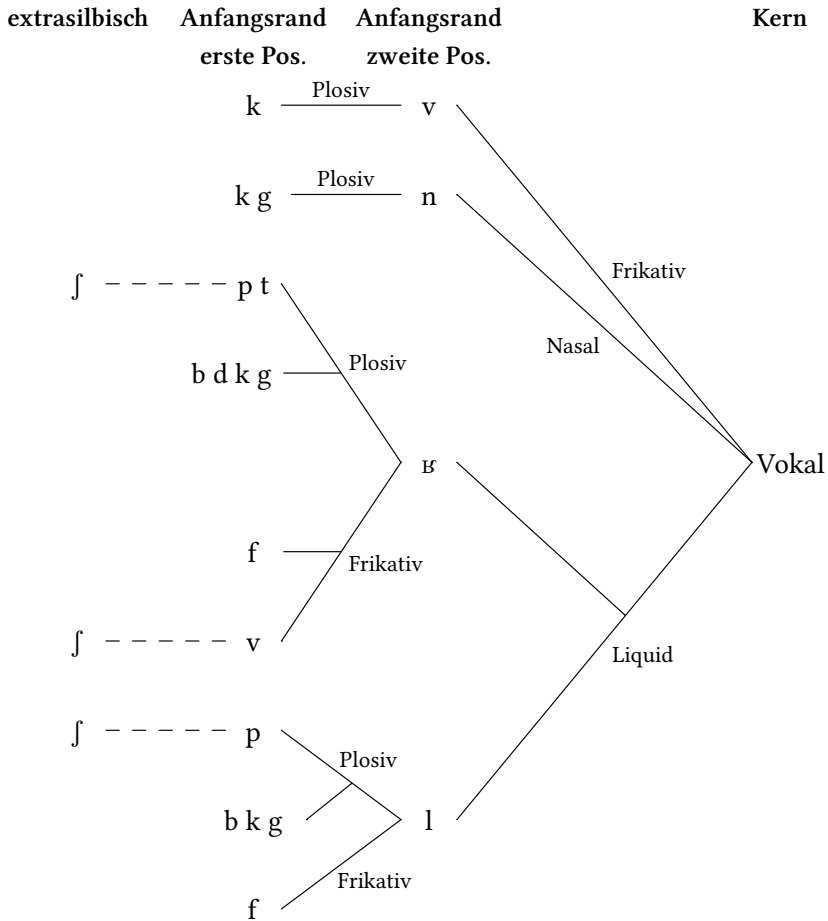 extrasilbisch Anfangsrand Anfangsrand Kern
erste Pos. zweite Pos.
k Plosiv v
k g Plosiv n
Frikativ
ʃ p t
Nasal
b d k g Plosiv
ʁ Vokal
f Frikativ
ʃ v
Liquid
ʃ p
Plosiv
b k g l
Frikativ
f